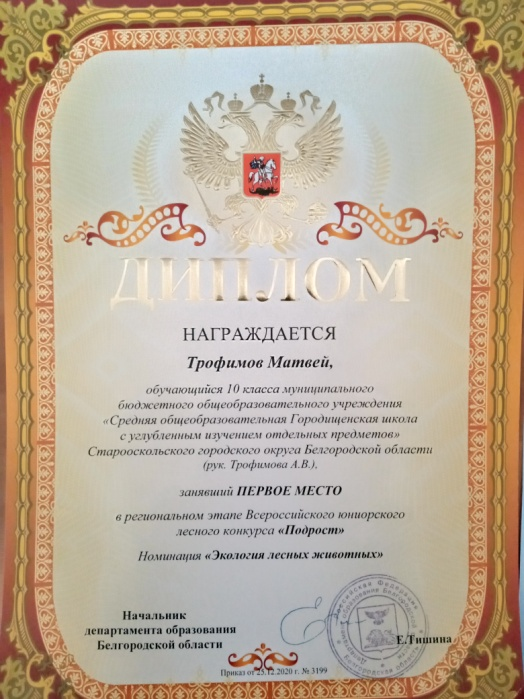 ДИПЛОМ
НАГРАЖДАЕТСЯ
Трофимов Матвей,
обучающийся 10 класса муниципального
бюджетного общеобразовательного учреждения
«Средняя общеобразовательная Городищенская школа
с углубленным изучением отдельных предметов»
Старооскольского городского округа Белгородской области
(рук. Трофимова А.В.),
занявший ПЕРВОЕ МЕСТО
в региональном этапе Всероссийского юниорского
лесного конкурса «Подрост»
Номинация «Экология лесных животных»
Начальник
департамента образования
Белгородской области
Е.Тишина
Приказ от 25.12.2020 г. № 3199